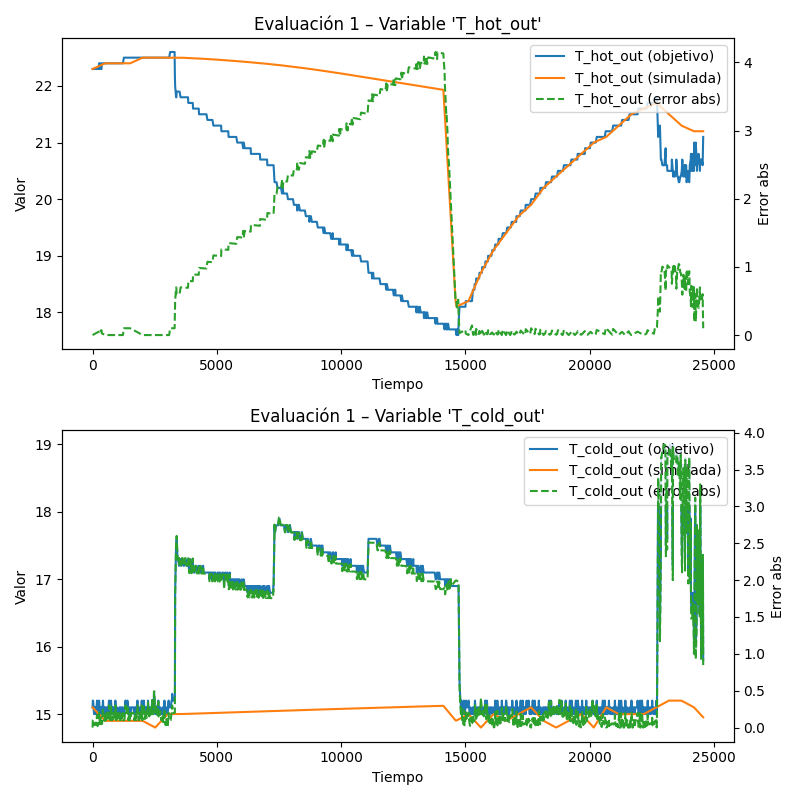 Evaluación 1 – Variable 'T_hot_out'
T_hot_out (objetivo)
T_hot_out (simulada)
T_hot_out (error abs)
Valor
22
21
20
19
18
Error abs
4
3
2
1
0
0 5000 10000 15000 20000 25000
Tiempo
Evaluación 1 – Variable 'T_cold_out'
T_cold_out (objetivo)
T_cold_out (simulada)
T_cold_out (error abs)
Valor
19
18
17
16
15
Error abs
4.0
3.5
3.0
2.5
2.0
1.5
1.0
0.5
0.0
0 5000 10000 15000 20000 25000
Tiempo